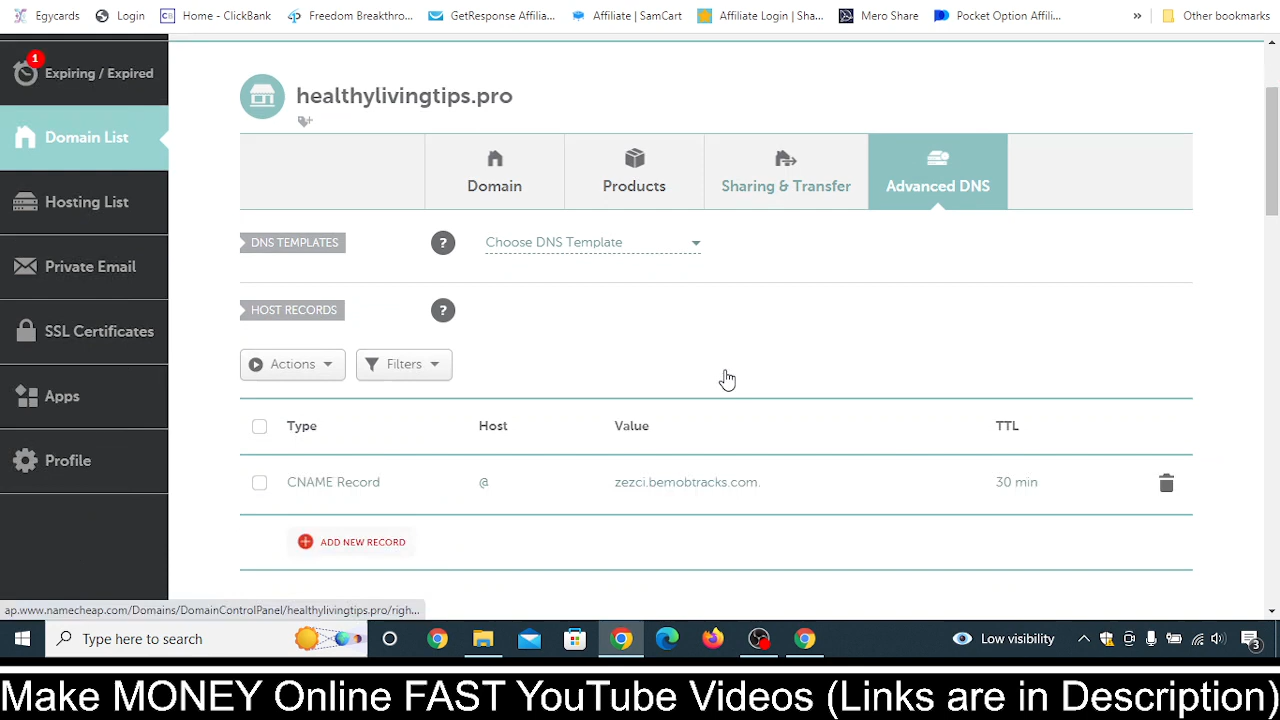 Egycards
Login
Home - ClickBank
Freedom Breakthro...
GetResponse Affilia...
Affiliate | SamCart
Affiliate Login | Sha...
Mero Share
Pocket Option Affili...
»
Other bookmarks
1
Expiring / Expired
Domain List
Hosting List
Private Email
SSL Certificates
Apps
Profile
healthylivingtips.pro
Domain
Products
Sharing & Transfer
Advanced DNS
DNS TEMPLATES
?
Choose DNS Template
HOST RECORDS
?
Actions
Filters
Type Host Value TTL
CNAME Record @ zezci.bemobtracks.com. 30 min
ADD NEW RECORD
ap.www.namecheap.com/Domains/DomainControlPanel/healthylivingtips.pro/righ...
Type here to search
Low visibility
3
Make MONEY Online FAST YouTube Videos (Links are in Description)